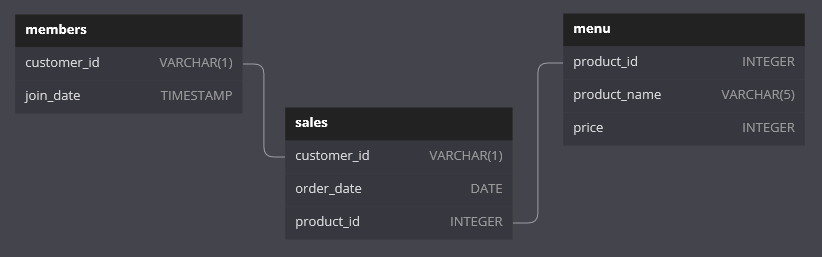 members
customer_id VARCHAR(1)
join_date TIMESTAMP
sales
customer_id VARCHAR(1)
order_date DATE
product_id INTEGER
menu
product_id INTEGER
product_name VARCHAR(5)
price INTEGER